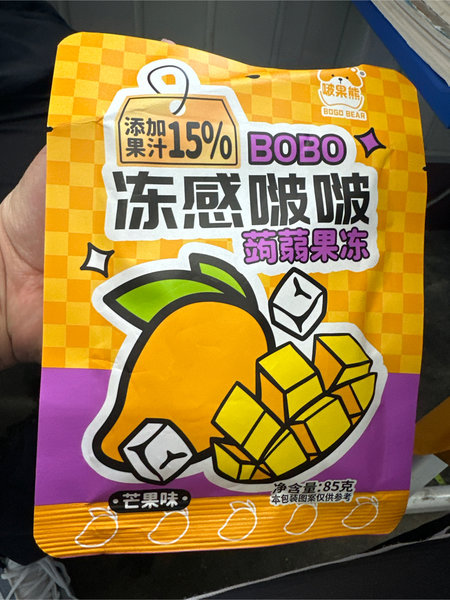 啵果熊
BOGO BEAR
添加
果汁15%
BOBO
冻感啵啵
蒟蒻果冻
芒果味
净含量:85克
本包装图案仅供参考